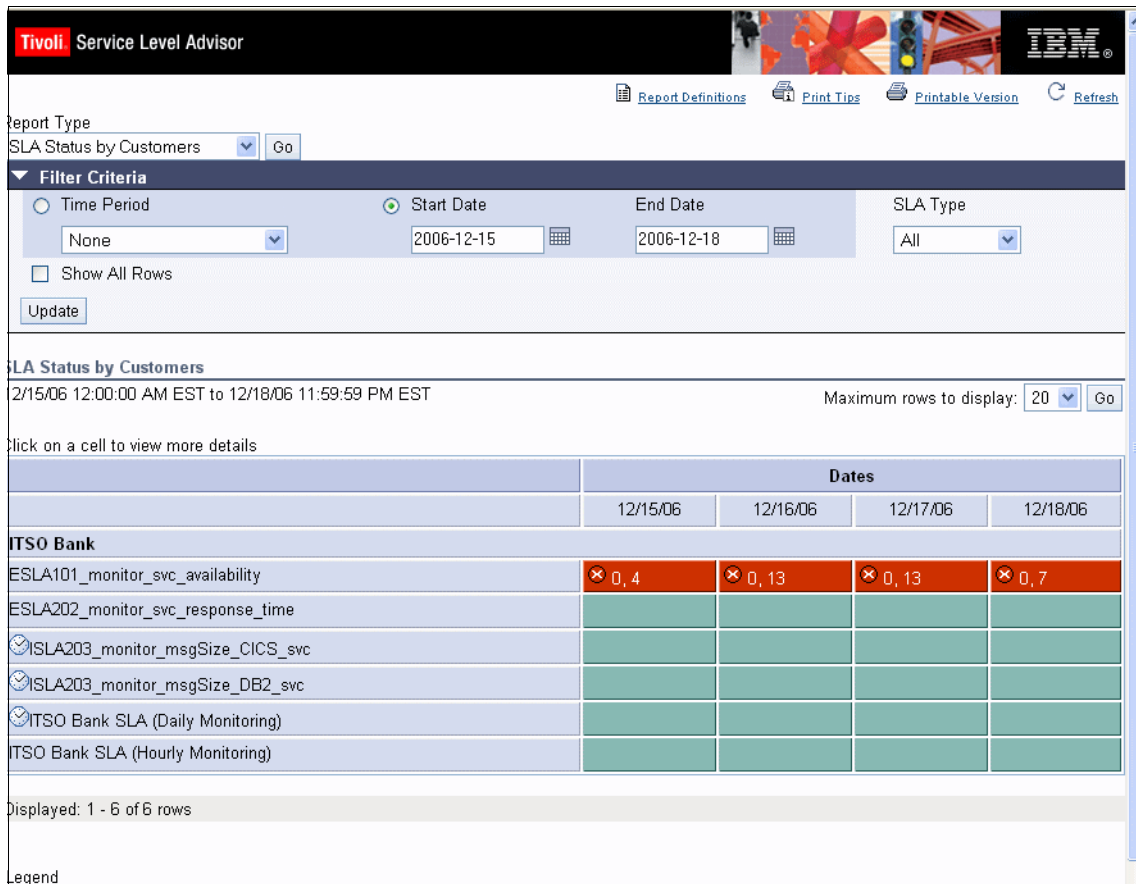 Tivoli. Service Level Advisor
IBM®
Report Definitions Print Tips Printable Version Refresh
Report Type
SLA Status by Customers Go
Filter Criteria
Time Period Start Date End Date SLA Type
None 2006-12-15 2006-12-18 All
Show All Rows
Update
SLA Status by Customers
12/15/06 12:00:00 AM EST to 12/18/06 11:59:59 PM EST Maximum rows to display: 20 Go
Click on a cell to view more details
Dates
12/15/06 12/16/06 12/17/06 12/18/06
ITSO Bank
ESLA101_monitor_svc_availability 0, 4 0, 13 0, 13 0, 7
ESLA202_monitor_svc_response_time
ISLA203_monitor_msgSize_CICS_svc
ISLA203_monitor_msgSize_DB2_svc
ITSO Bank SLA (Daily Monitoring)
ITSO Bank SLA (Hourly Monitoring)
Displayed: 1 - 6 of 6 rows
Legend